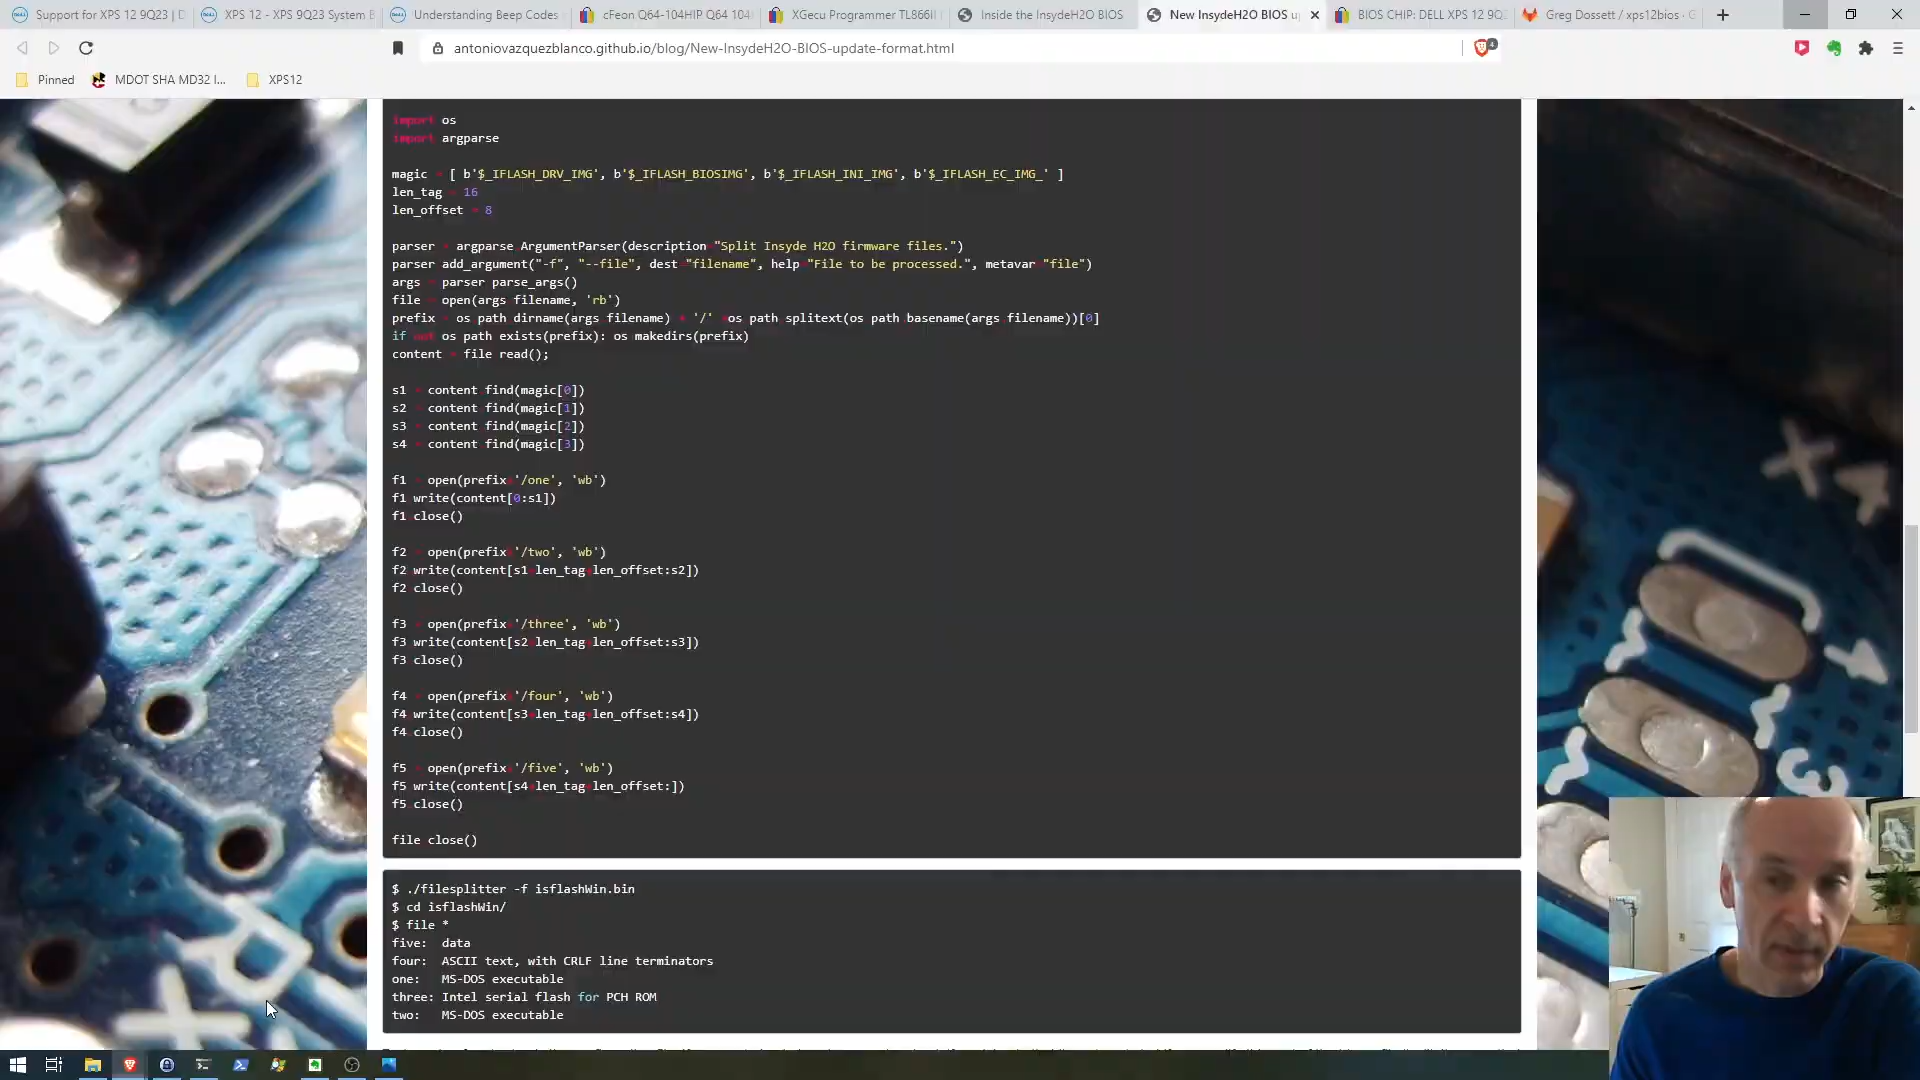 Support for XPS 12 9Q23 | D
XPS 12 - XPS 9Q23 System B
Understanding Beep Codes
cFeon Q64-104HIP Q64 104
XGecu Programmer TL866II
Inside the InsydeH2O BIOS
New InsydeH2O BIOS u
BIOS CHIP: DELL XPS 12 9Q2
Greg Dossett / xps12bios · G
antoniovazquezblanco.github.io/blog/New-InsydeH2O-BIOS-update-format.html
4
Pinned
MDOT SHA MD32 I...
XPS12
import os
import argparse
magic = [ b'$_IFLASH_DRV_IMG', b'$_IFLASH_BIOSIMG', b'$_IFLASH_INI_IMG', b'$_IFLASH_EC_IMG_' ]
len_tag = 16
len_offset = 8
parser = argparse.ArgumentParser(description="Split Insyde H2O firmware files.")
parser.add_argument("-f", "--file", dest="filename", help="File to be processed.", metavar="file")
args = parser.parse_args()
file = open(args.filename, 'rb')
prefix = os.path.dirname(args.filename) + '/' +os.path.splitext(os.path.basename(args.filename))[0]
if not os.path.exists(prefix): os.makedirs(prefix)
content = file.read();
s1 = content.find(magic[0])
s2 = content.find(magic[1])
s3 = content.find(magic[2])
s4 = content.find(magic[3])
f1 = open(prefix+'/one', 'wb')
f1.write(content[0:s1])
f1.close()
f2 = open(prefix+'/two', 'wb')
f2.write(content[s1+len_tag+len_offset:s2])
f2.close()
f3 = open(prefix+'/three', 'wb')
f3.write(content[s2+len_tag+len_offset:s3])
f3.close()
f4 = open(prefix+'/four', 'wb')
f4.write(content[s3+len_tag+len_offset:s4])
f4.close()
f5 = open(prefix+'/five', 'wb')
f5.write(content[s4+len_tag+len_offset:])
f5.close()
file.close()
$ ./filesplitter -f isflashWin.bin
$ cd isflashWin/
$ file *
five: data
four: ASCII text, with CRLF line terminators
one: MS-DOS executable
three: Intel serial flash for PCH ROM
two: MS-DOS executable